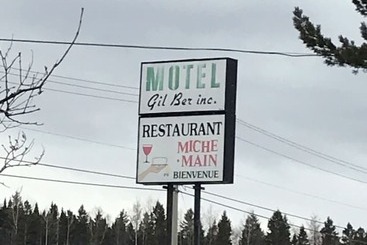 MOTEL
Gil Ber inc.
RESTAURANT
MICHE
·MAIN
BIENVENUE